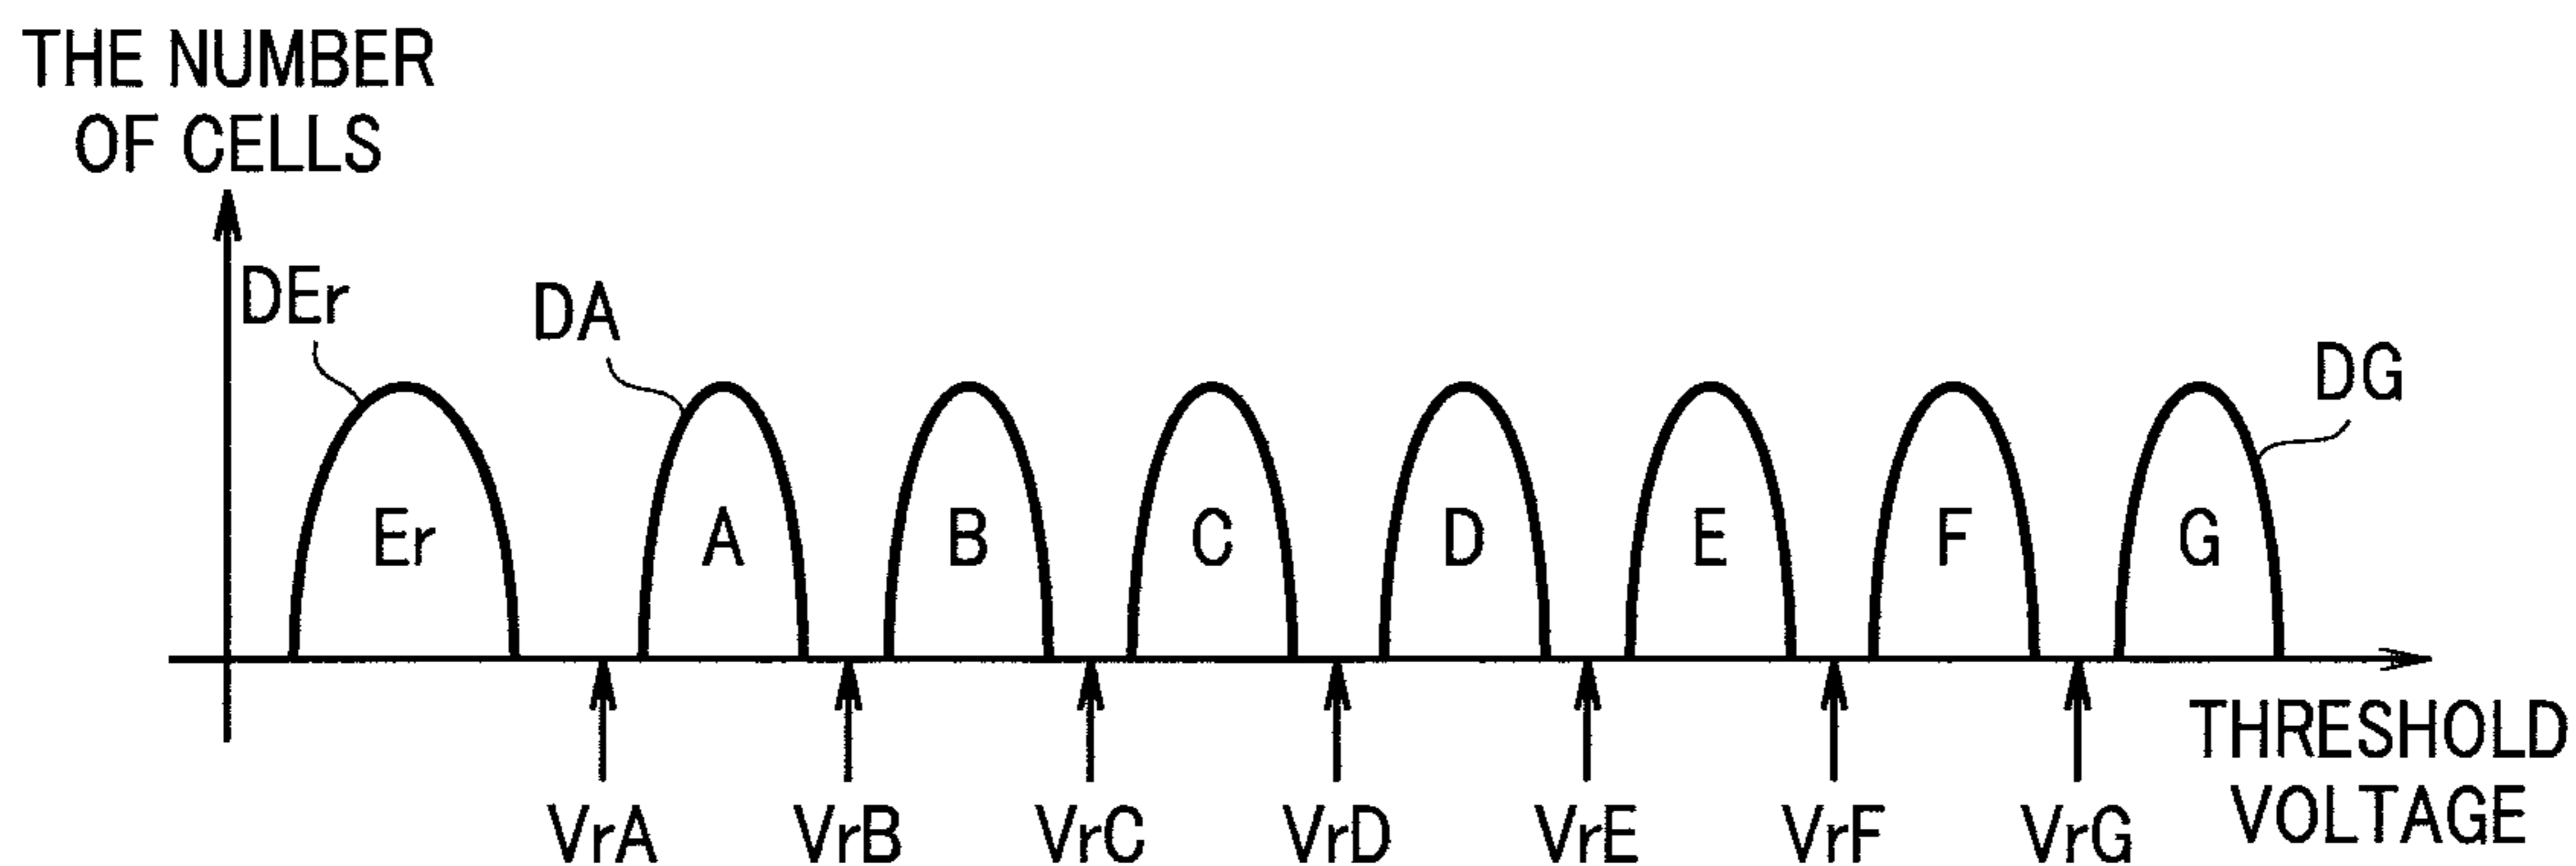 THE NUMBER
OF CELLS
DEr
DA
DG
Er
A
B
C
D
E
F
G
THRESHOLD
VOLTAGE
VrA
VrB
VrC
VrD
VrE
VrF
VrG